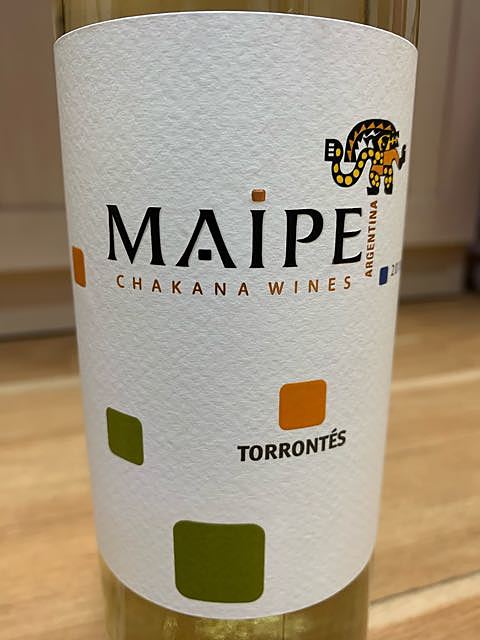 MAiPE
CHAKANA WINES
ARGENTINA
TORRONTÉS